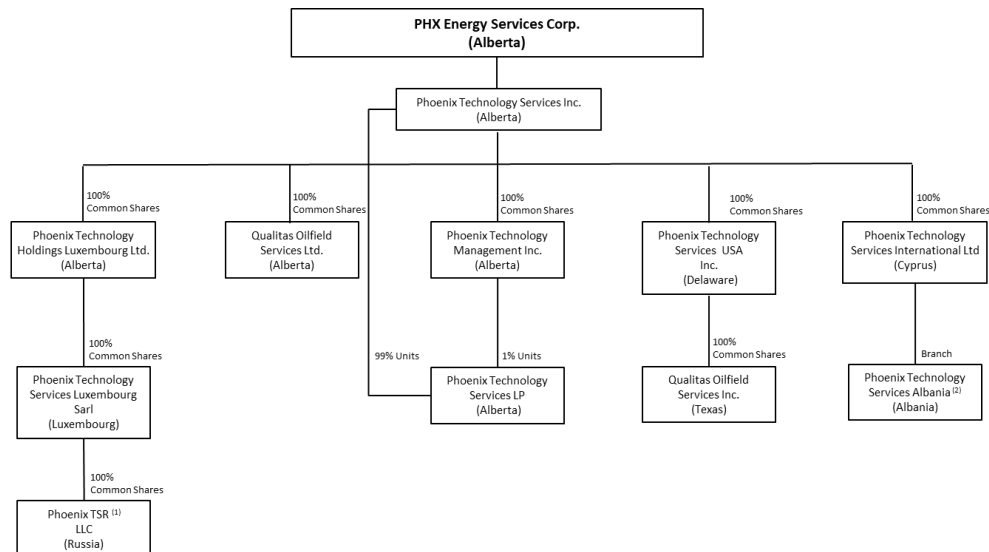 PHX Energy Services Corp.
(Alberta)
Phoenix Technology Services Inc.
(Alberta)
100%
Common Shares
100%
Common Shares
100%
Common Shares
100%
Common Shares
100%
Common Shares
Phoenix Technology
Holdings Luxembourg Ltd.
(Alberta)
Qualitas Oilfield
Services Ltd.
(Alberta)
Phoenix Technology
Management Inc.
(Alberta)
Phoenix Technology
Services USA
Inc.
(Delaware)
Phoenix Technology
Services International Ltd
(Cyprus)
100%
Common Shares
99% Units
1% Units
100%
Common Shares
Branch
Phoenix Technology
Services Luxembourg
Sarl
(Luxembourg)
Phoenix Technology
Services LP
(Alberta)
Qualitas Oilfield
Services Inc.
(Texas)
Phoenix Technology
Services Albania (2)
(Albania)
100%
Common Shares
Phoenix TSR (1)
LLC
(Russia)